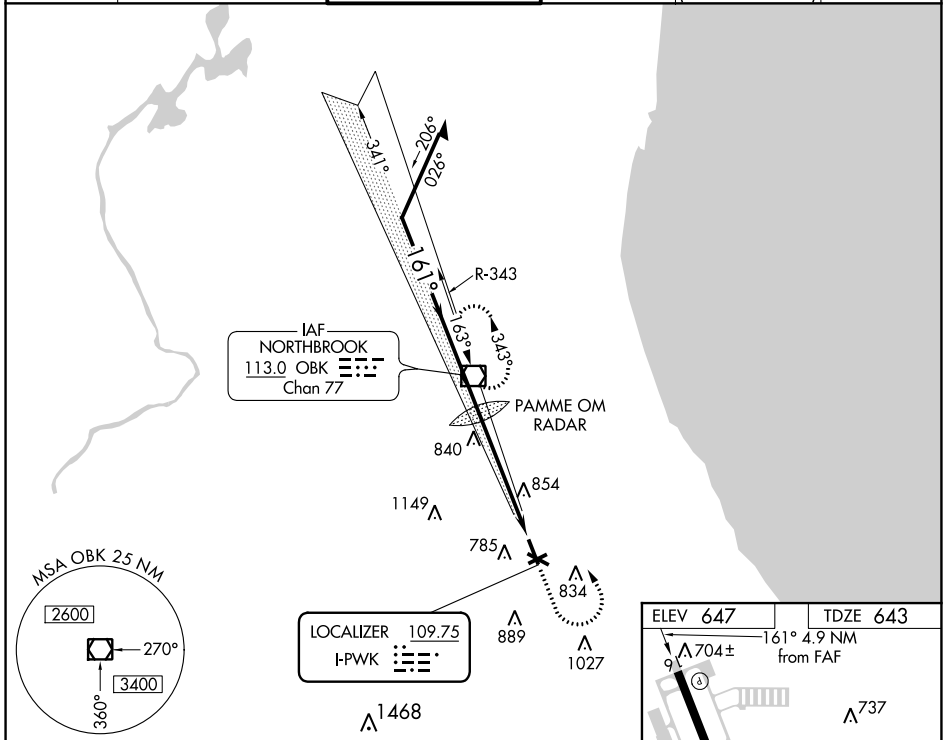 206°
026°
341°
161°
R-343
163°
343°
IAF
NORTHBROOK
113.0 OBK
Chan 77
PAMME OM
RADAR
840
854
1149
785
834
889
1027
1468
MSA OBK 25 NM
2600
270°
3400
360°
LOCALIZER 109.75
I-PWK
ELEV 647
TDZE 643
161° 4.9 NM
from FAF
704±
16
P
737